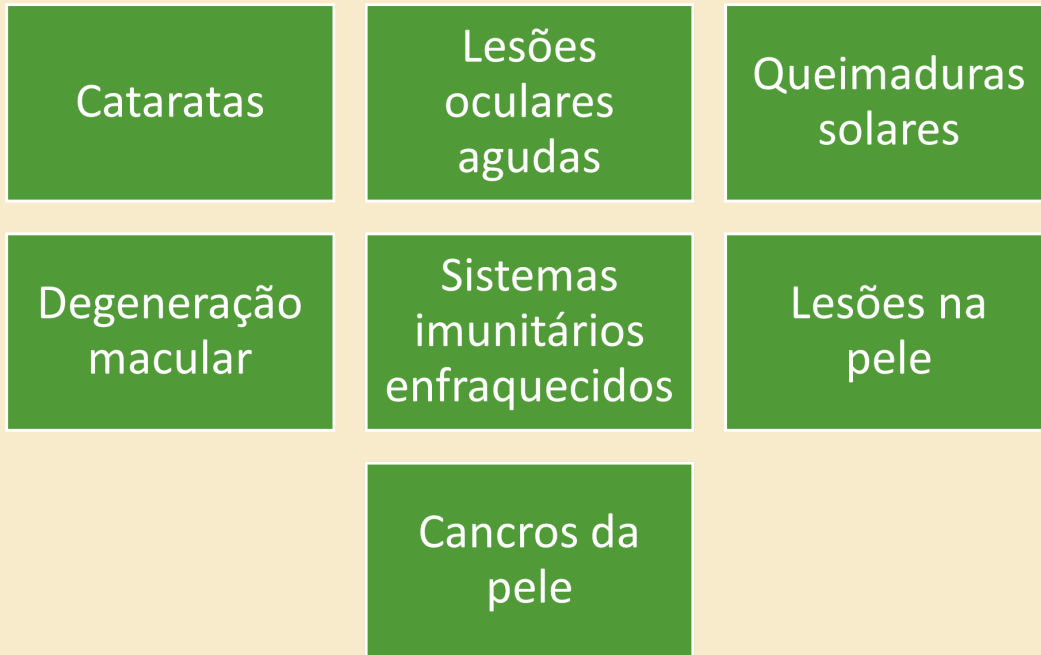 Cataratas
Lesões
oculares
agudas
Queimaduras
solares
Degeneração
macular
Sistemas
imunitários
enfraquecidos
Lesões na
pele
Cancros da
pele